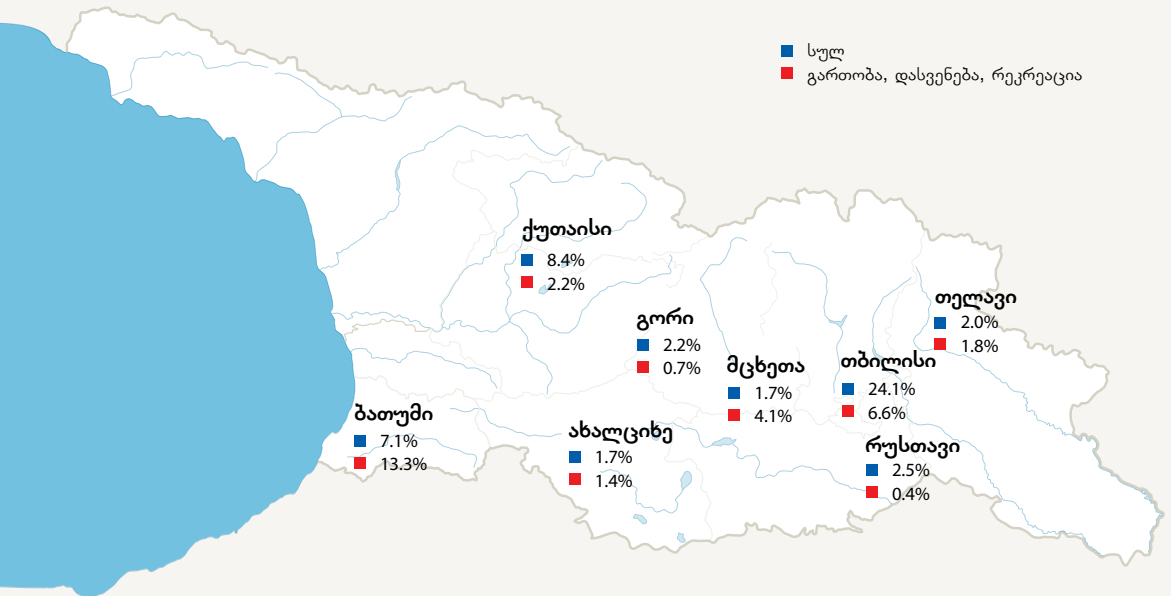 სულ
გართობა, დასვენება, რეკრეაცია
ქუთაისი
8.4%
2.2%
თელავი
2.0%
1.8%
გორი
2.2%
0.7%
მცხეთა
1.7%
4.1%
თბილისი
24.1%
6.6%
ბათუმი
7.1%
13.3%
ახალციხე
1.7%
1.4%
რუსთავი
2.5%
0.4%